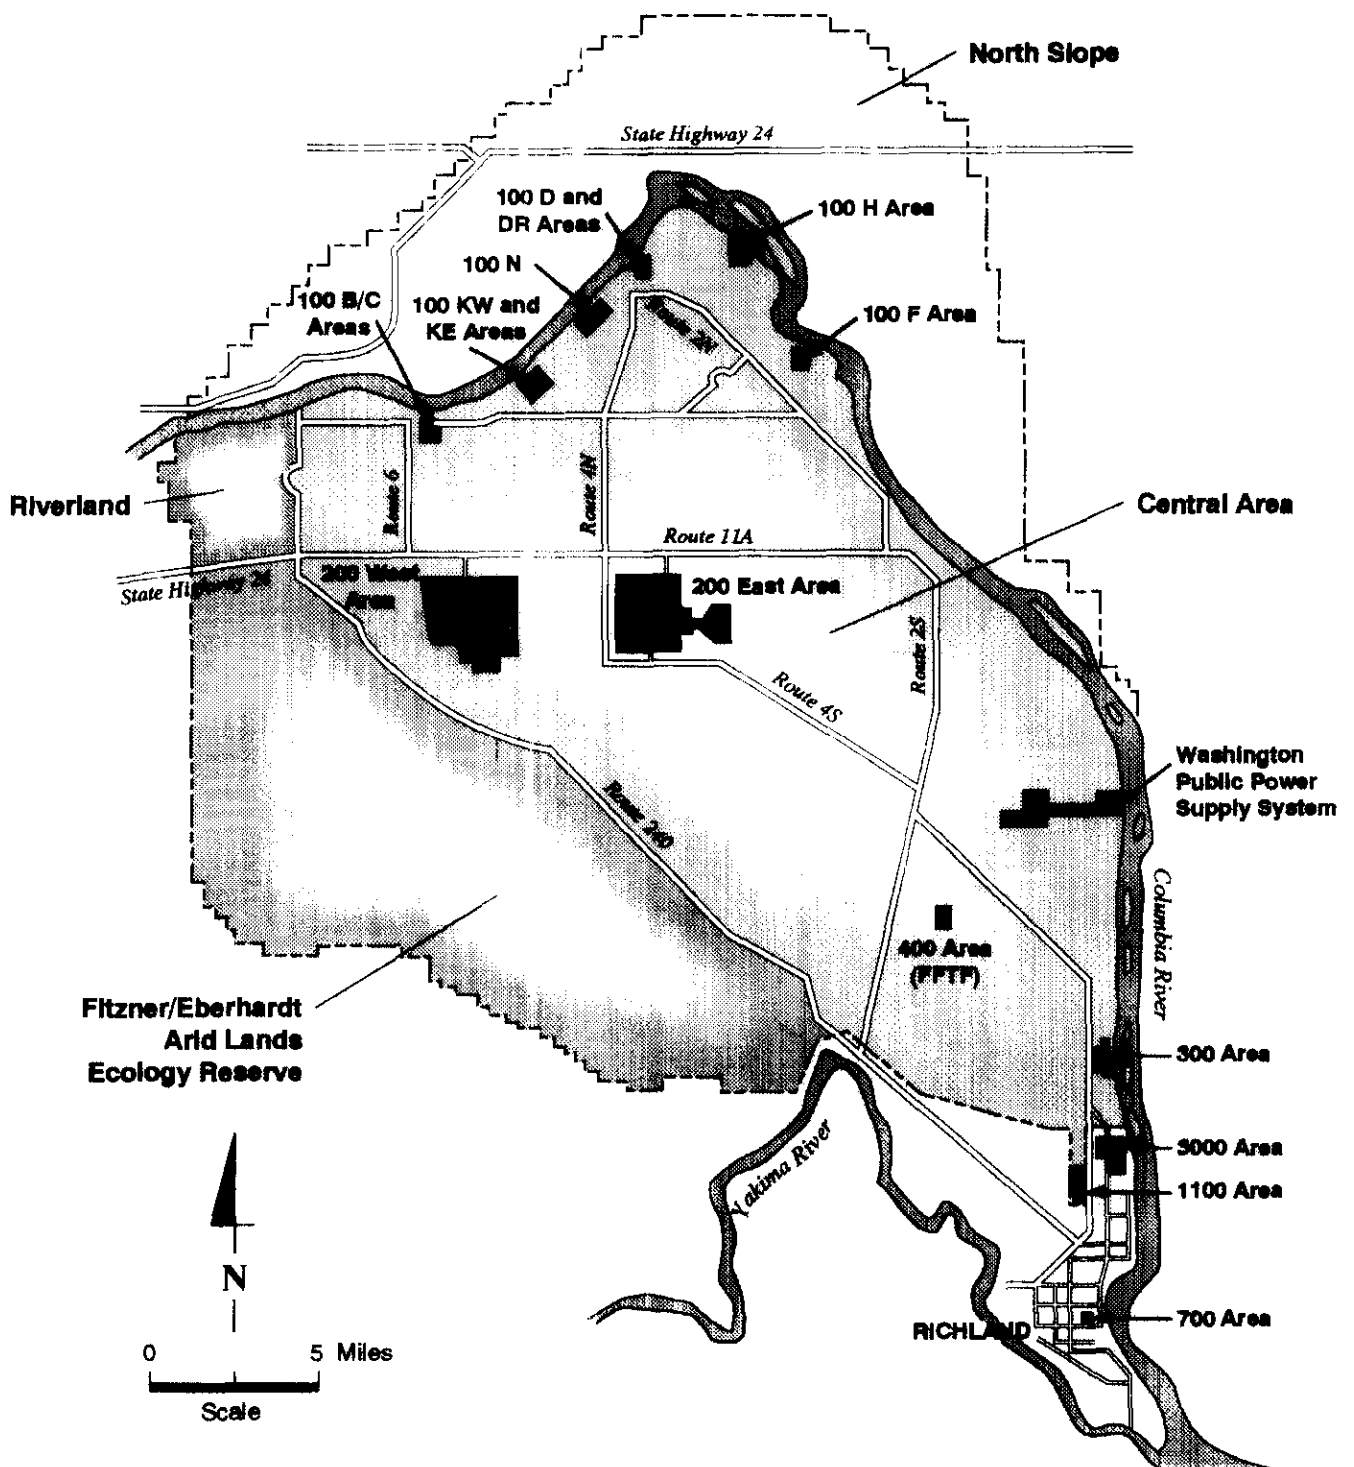 North Slope
State Highway 24
100 D and
DR Areas
100 H Area
100 N
100 B/C
Areas
100 KW and
KE Areas
100 F Area
Route 2N
Riverland
Route 6
Route 4N
Central Area
Route 11A
State Highway 24
200 West
Area
200 East Area
Route 2S
Route 4S
Washington
Public Power
Supply System
Route 24D
Columbia River
400 Area
(FFTF)
Fitzner/Eberhardt
Arid Lands
Ecology Reserve
300 Area
Yakima River
3000 Area
1100 Area
N
RICHLAND
700 Area
0 5 Miles
Scale